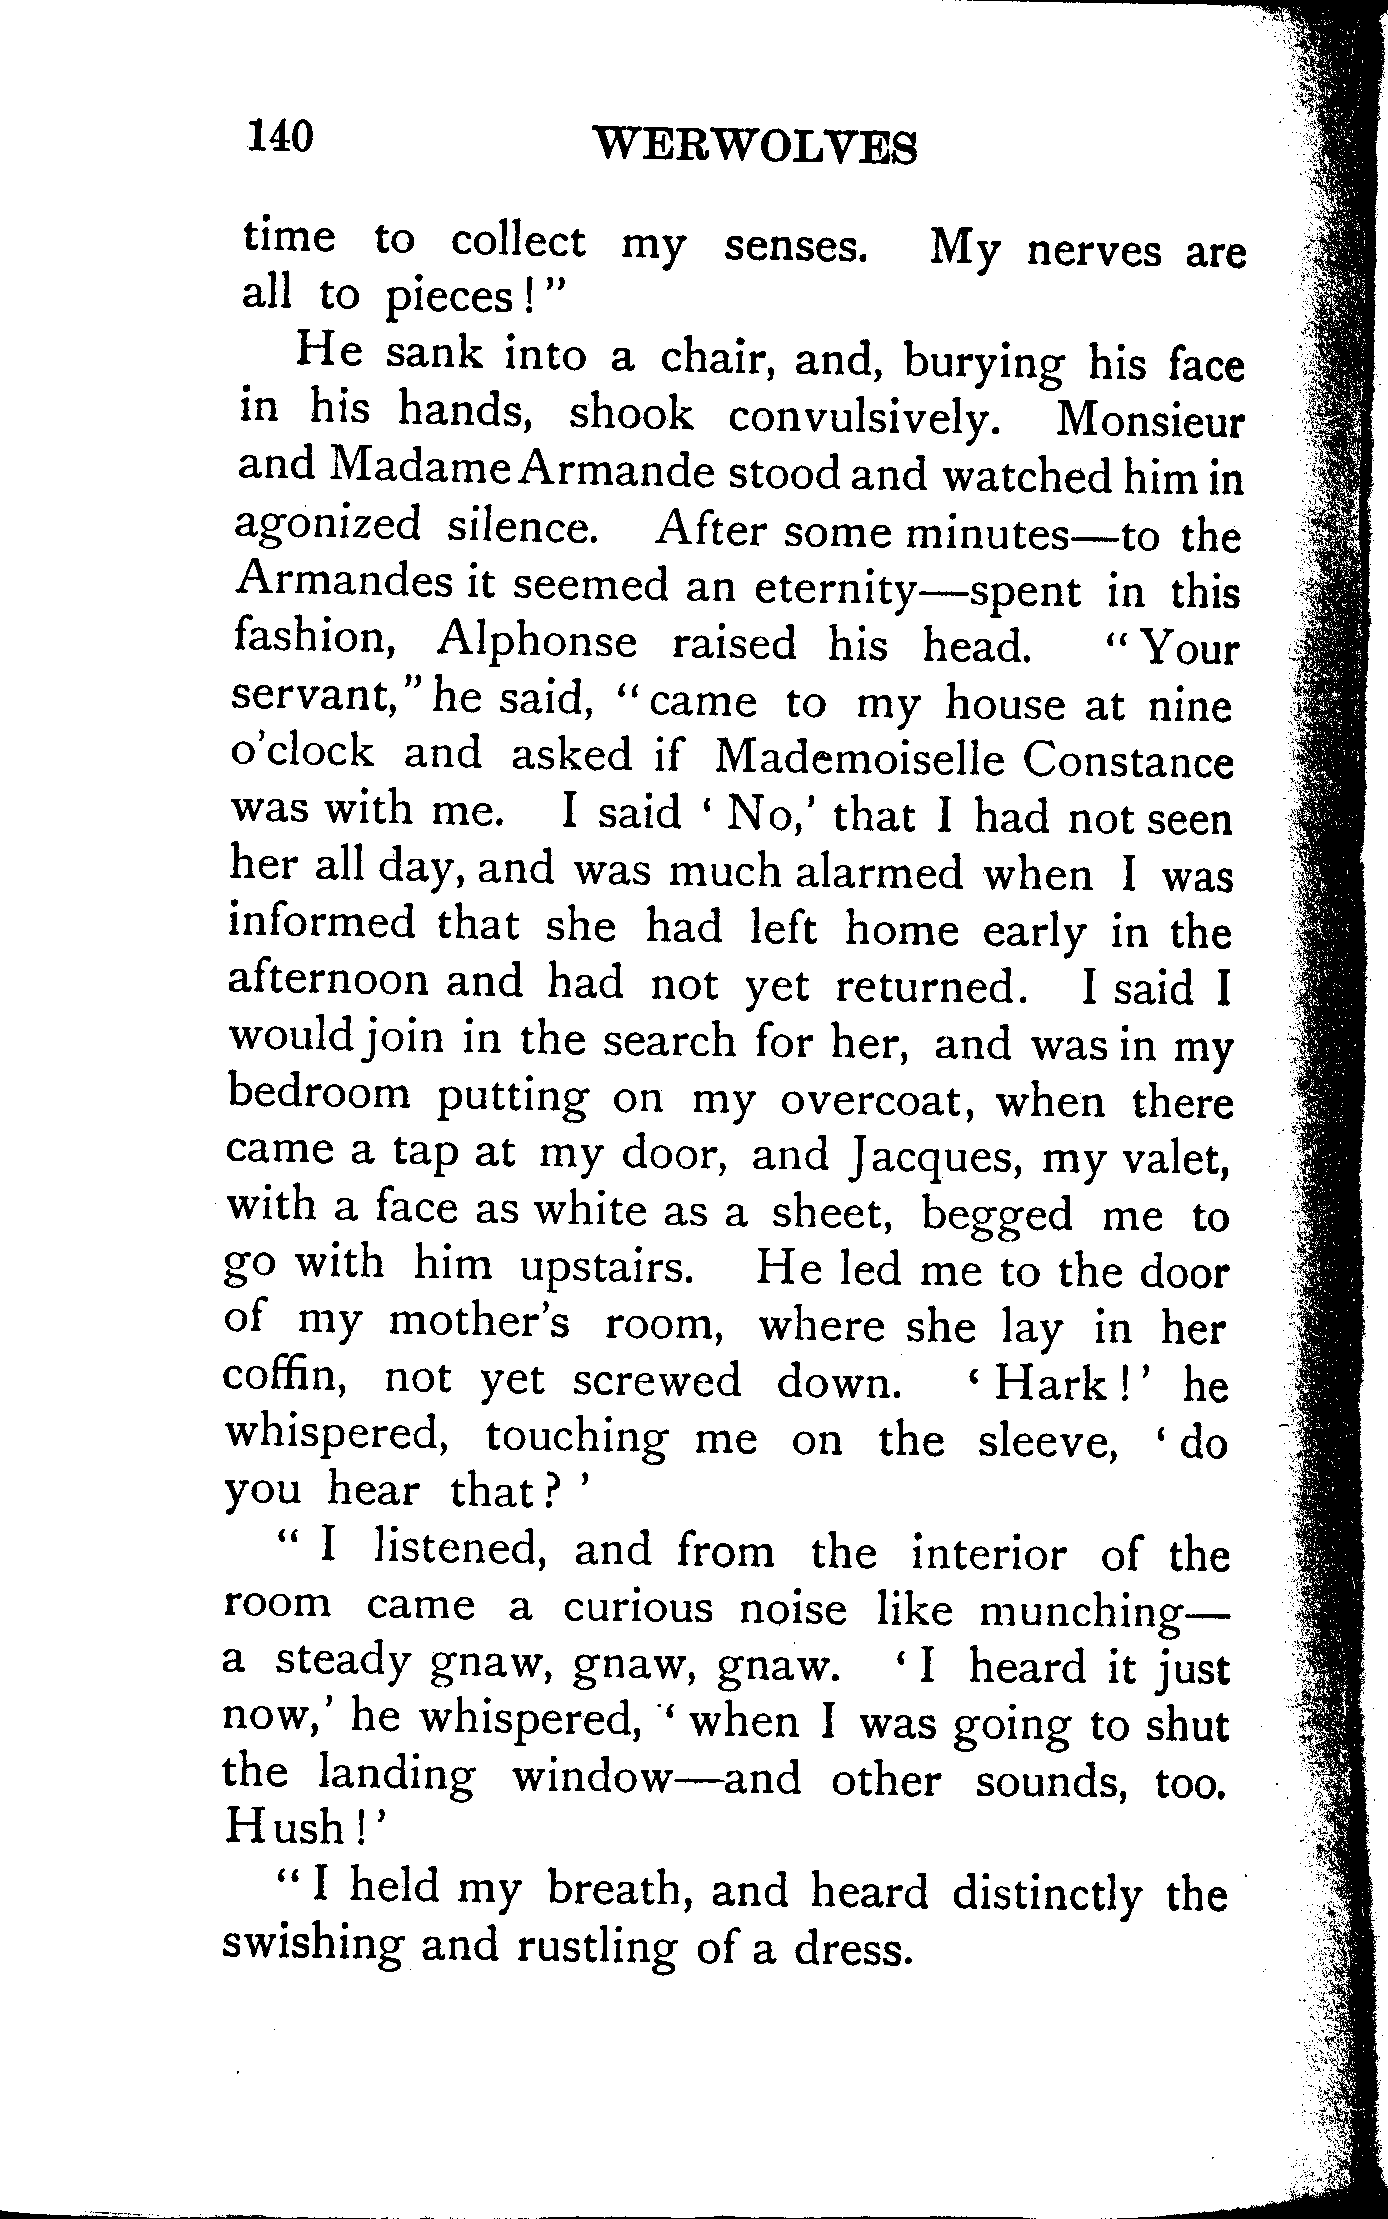 140 WERWOLVES
time to collect my senses. My nerves are
all to pieces!"
He sank into a chair, and, burying his face
in his hands, shook convulsively. Monsieur
and Madame Armande stood and watched him in
agonized silence. After some minutes—to the
Armandes it seemed an eternity—spent in this
fashion, Alphonse raised his head. "Your
servant," he said, "came to my house at nine
o'clock and asked if Mademoiselle Constance
was with me. I said 'No,' that I had not seen
her all day, and was much alarmed when I was
informed that she had left home early in the
afternoon and had not yet returned. I said I
would join in the search for her, and was in my
bedroom putting on my overcoat, when there
came a tap at my door, and Jacques, my valet,
with a face as white as a sheet, begged me to
go with him upstairs. He led me to the door
of my mother's room, where she lay in her
coffin, not yet screwed down. 'Hark!' he
whispered, touching me on the sleeve, 'do
you hear that?'
"I listened, and from the interior of the
room came a curious noise like munching—
a steady gnaw, gnaw, gnaw. 'I heard it just
now,' he whispered, 'when I was going to shut
the landing window—and other sounds, too.
Hush!'
"I held my breath, and heard distinctly the
swishing and rustling of a dress.